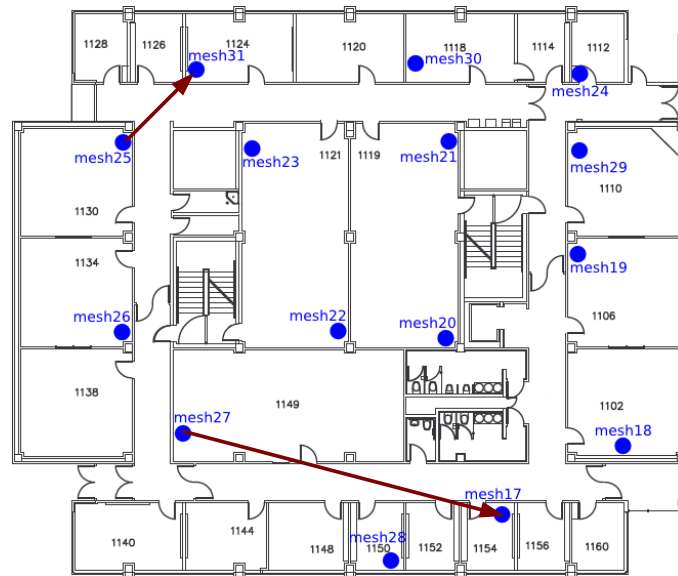 1128 1126 1124 1120 1118 1114 1112
mesh31 mesh30
mesh24
mesh25 mesh23 1121 1119 mesh21
mesh29
1130 1110
1134 mesh19
mesh26 mesh22 mesh20 1106
1138 1149 1102
mesh27
mesh18
mesh17
1140 1144 1148 mesh28
1150 1152 1154 1156 1160